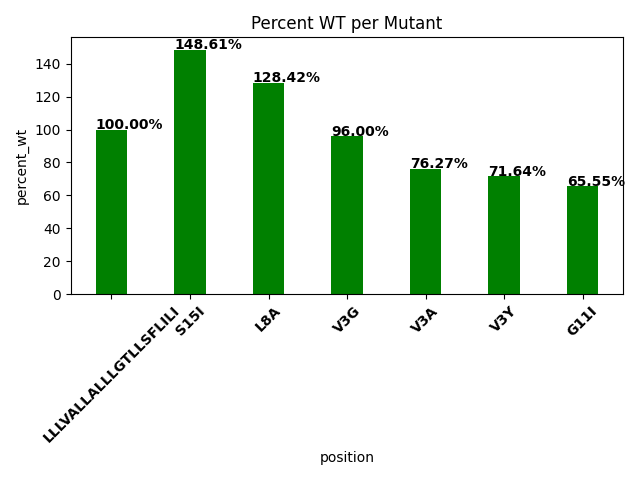 Percent WT per Mutant
percent_wt
140
120
100
80
60
40
20
0
100.00%
148.61%
128.42%
96.00%
76.27%
71.64%
65.55%
LLLVALLALLLGTLLSFLILI
S15I
L8A
V3G
V3A
V3Y
G11I
position